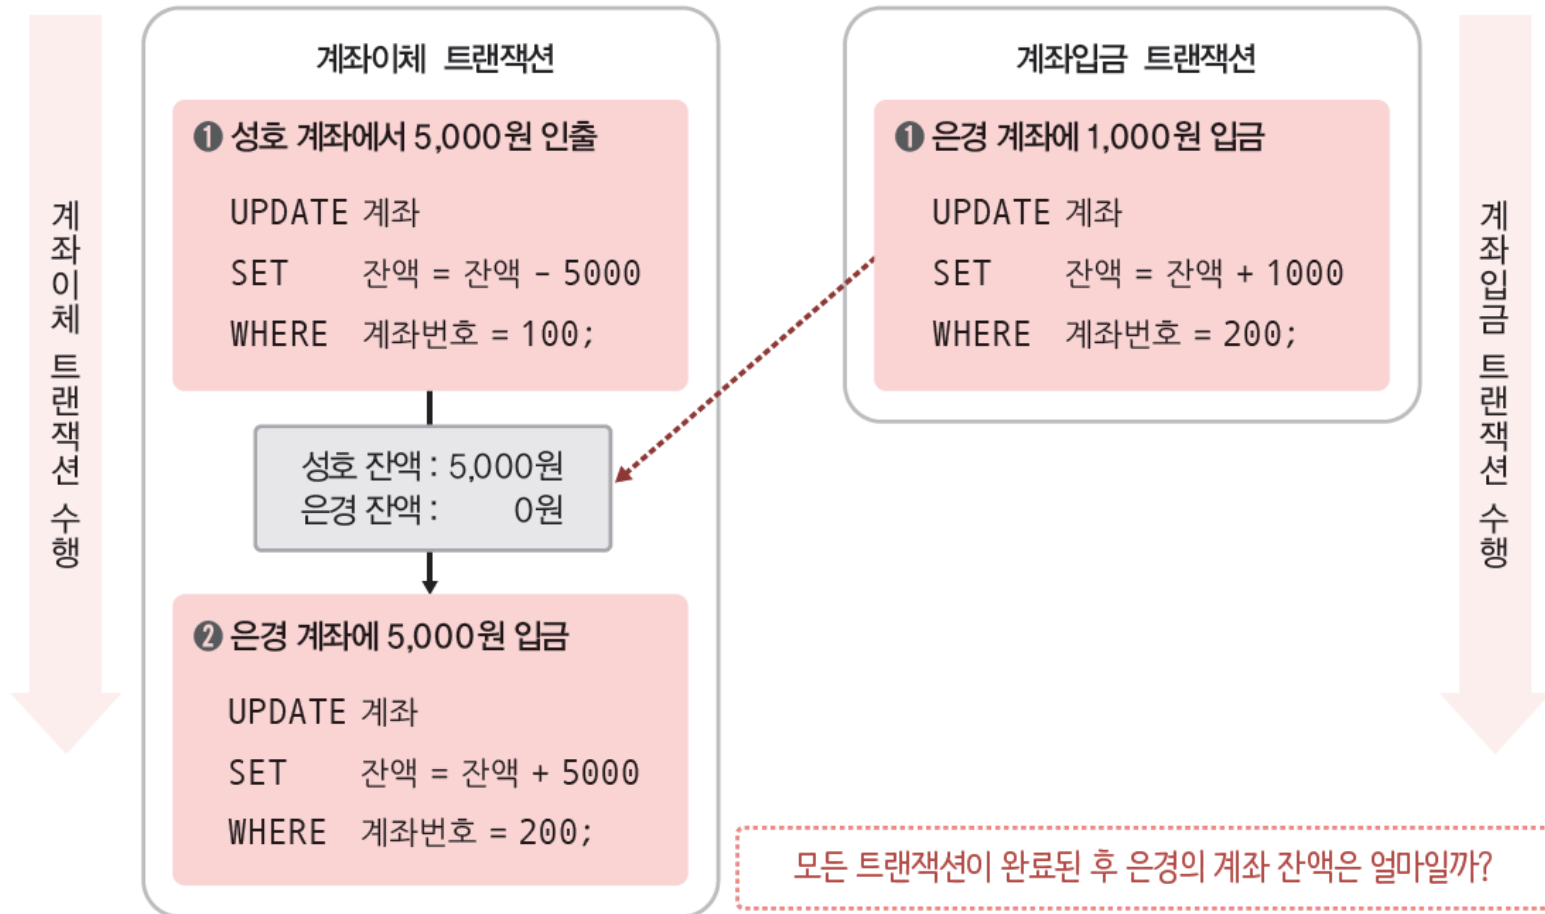 계좌이체 트랜잭션 수행
계좌이체 트랜잭션
❶ 성호 계좌에서 5,000원 인출
UPDATE 계좌
SET 잔액 = 잔액 - 5000
WHERE 계좌번호 = 100;
성호 잔액 : 5,000원
은경 잔액 : 0원
❷ 은경 계좌에 5,000원 입금
UPDATE 계좌
SET 잔액 = 잔액 + 5000
WHERE 계좌번호 = 200;
계좌입금 트랜잭션
❶ 은경 계좌에 1,000원 입금
UPDATE 계좌
SET 잔액 = 잔액 + 1000
WHERE 계좌번호 = 200;
계좌입금 트랜잭션 수행
모든 트랜잭션이 완료된 후 은경의 계좌 잔액은 얼마일까?